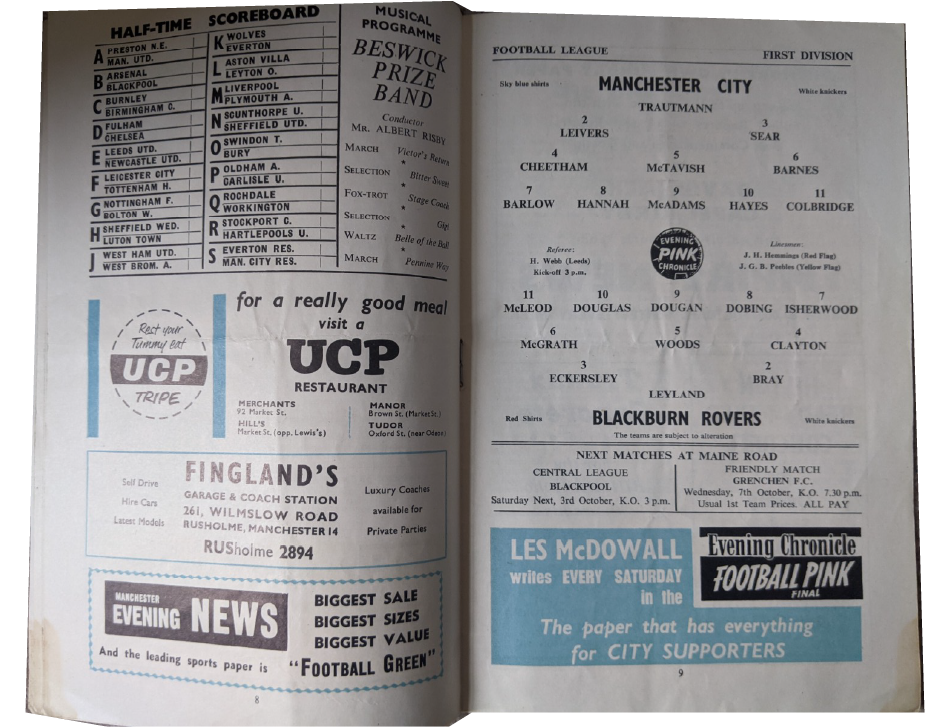 HALF-TIME SCOREBOARD
A PRESTON N.E.
MAN. UTD.
B ARSENAL
BLACKPOOL
C BURNLEY
BIRMINGHAM C.
D FULHAM
CHELSEA
E LEEDS UTD.
NEWCASTLE UTD.
F LEICESTER CITY
TOTTENHAM H.
G NOTTINGHAM F.
BOLTON W.
H SHEFFIELD WED.
LUTON TOWN
J WEST HAM UTD.
WEST BROM. A.
K WOLVES
EVERTON
L ASTON VILLA
LEYTON O.
M LIVERPOOL
PLYMOUTH A.
N SCUNTHORPE U.
SHEFFIELD UTD.
O SWINDON T.
BURY
P OLDHAM A.
CARLISLE U.
Q ROCHDALE
WORKINGTON
R STOCKPORT C.
HARTLEPOOLS U.
S EVERTON RES.
MAN. CITY RES.
MUSICAL
PROGRAMME
BESWICK
PRIZE
BAND
Conductor
Mr. ALBERT RISBY
MARCH Victor's Return
*
SELECTION Bitter Sweet
*
FOX-TROT Stage Coach
*
SELECTION Gigi
*
WALTZ Belle of the Ball
*
MARCH Pennine Way
Rest your
Tummy eat
UCP
TRIPE
for a really good meal
visit a
UCP
RESTAURANT
MERCHANTS
92 Market St.
HILL'S
Market St. (opp. Lewis's)
MANOR
Brown St. (Market St.)
TUDOR
Oxford St. (near Odeon)
Self Drive
Hire Cars
Latest Models
FINGLAND'S
GARAGE & COACH STATION
261, WILMSLOW ROAD
RUSHOLME, MANCHESTER 14
RUSholme 2894
Luxury Coaches
available for
Private Parties
MANCHESTER
EVENING NEWS
BIGGEST SALE
BIGGEST SIZES
BIGGEST VALUE
And the leading sports paper is "FOOTBALL GREEN"
8
FOOTBALL LEAGUE FIRST DIVISION
Sky blue shirts MANCHESTER CITY White knickers
TRAUTMANN
2 3
LEIVERS SEAR
4 5 6
CHEETHAM McTAVISH BARNES
7 8 9 10 11
BARLOW HANNAH McADAMS HAYES COLBRIDGE
Referee:
H. Webb (Leeds)
Kick-off 3 p.m.
EVENING
PINK
CHRONICLE
Linesmen:
J. H. Hemmings (Red Flag)
J. G. B. Peebles (Yellow Flag)
11 10 9 8 7
McLEOD DOUGLAS DOUGAN DOBING ISHERWOOD
6 5 4
McGRATH WOODS CLAYTON
3 2
ECKERSLEY BRAY
LEYLAND
Red Shirts BLACKBURN ROVERS White knickers
The teams are subject to alteration
NEXT MATCHES AT MAINE ROAD
CENTRAL LEAGUE
BLACKPOOL
Saturday Next, 3rd October, K.O. 3 p.m.
FRIENDLY MATCH
GRENCHEN F.C.
Wednesday, 7th October, K.O. 7.30 p.m.
Usual 1st Team Prices. ALL PAY
LES McDOWALL
writes EVERY SATURDAY
in the
Evening Chronicle
FOOTBALL PINK
FINAL
The paper that has everything
for CITY SUPPORTERS
9